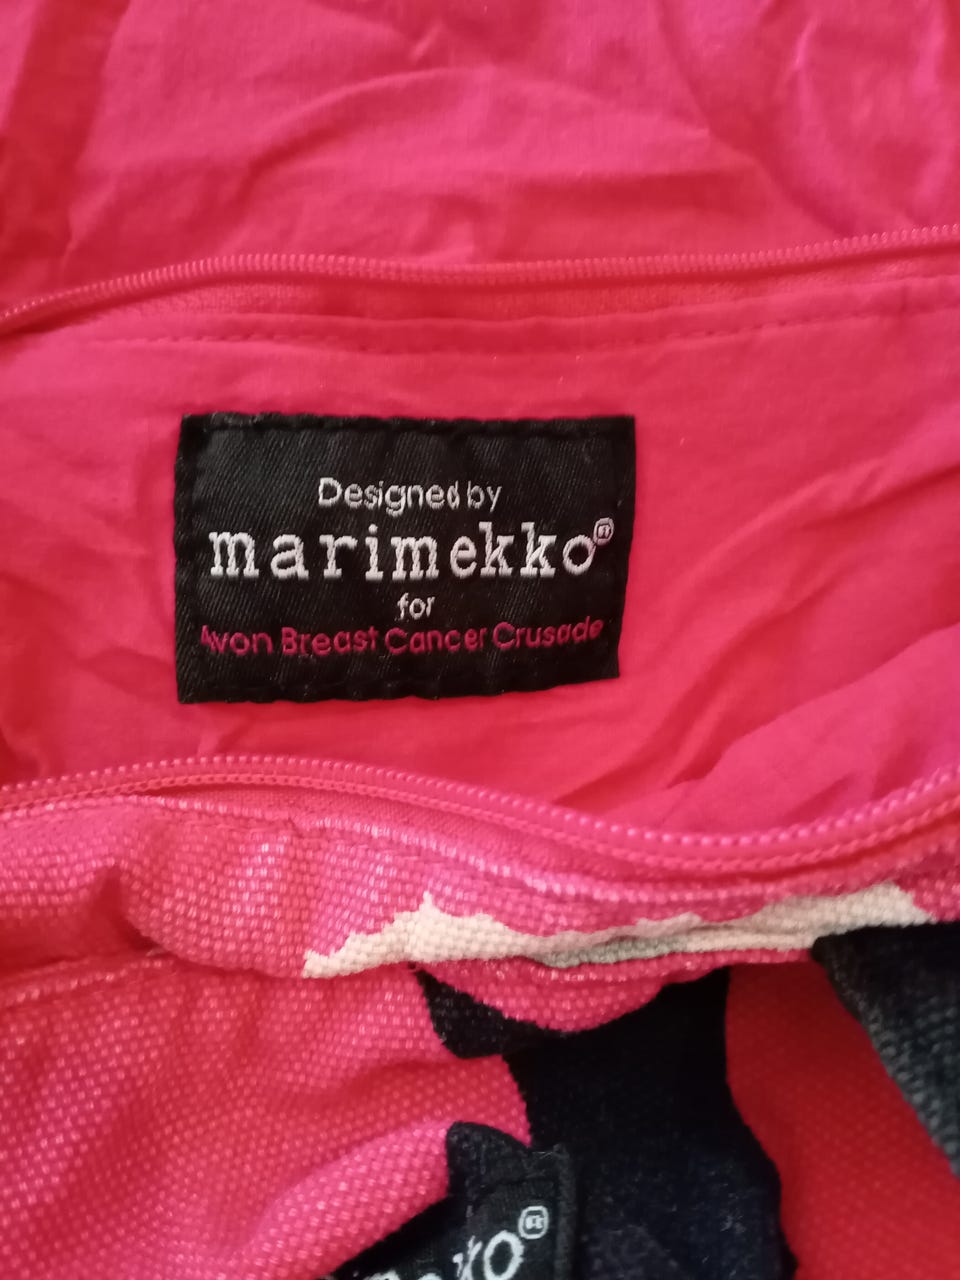 Designed by
marimekko®
for
Avon Breast Cancer Crusade